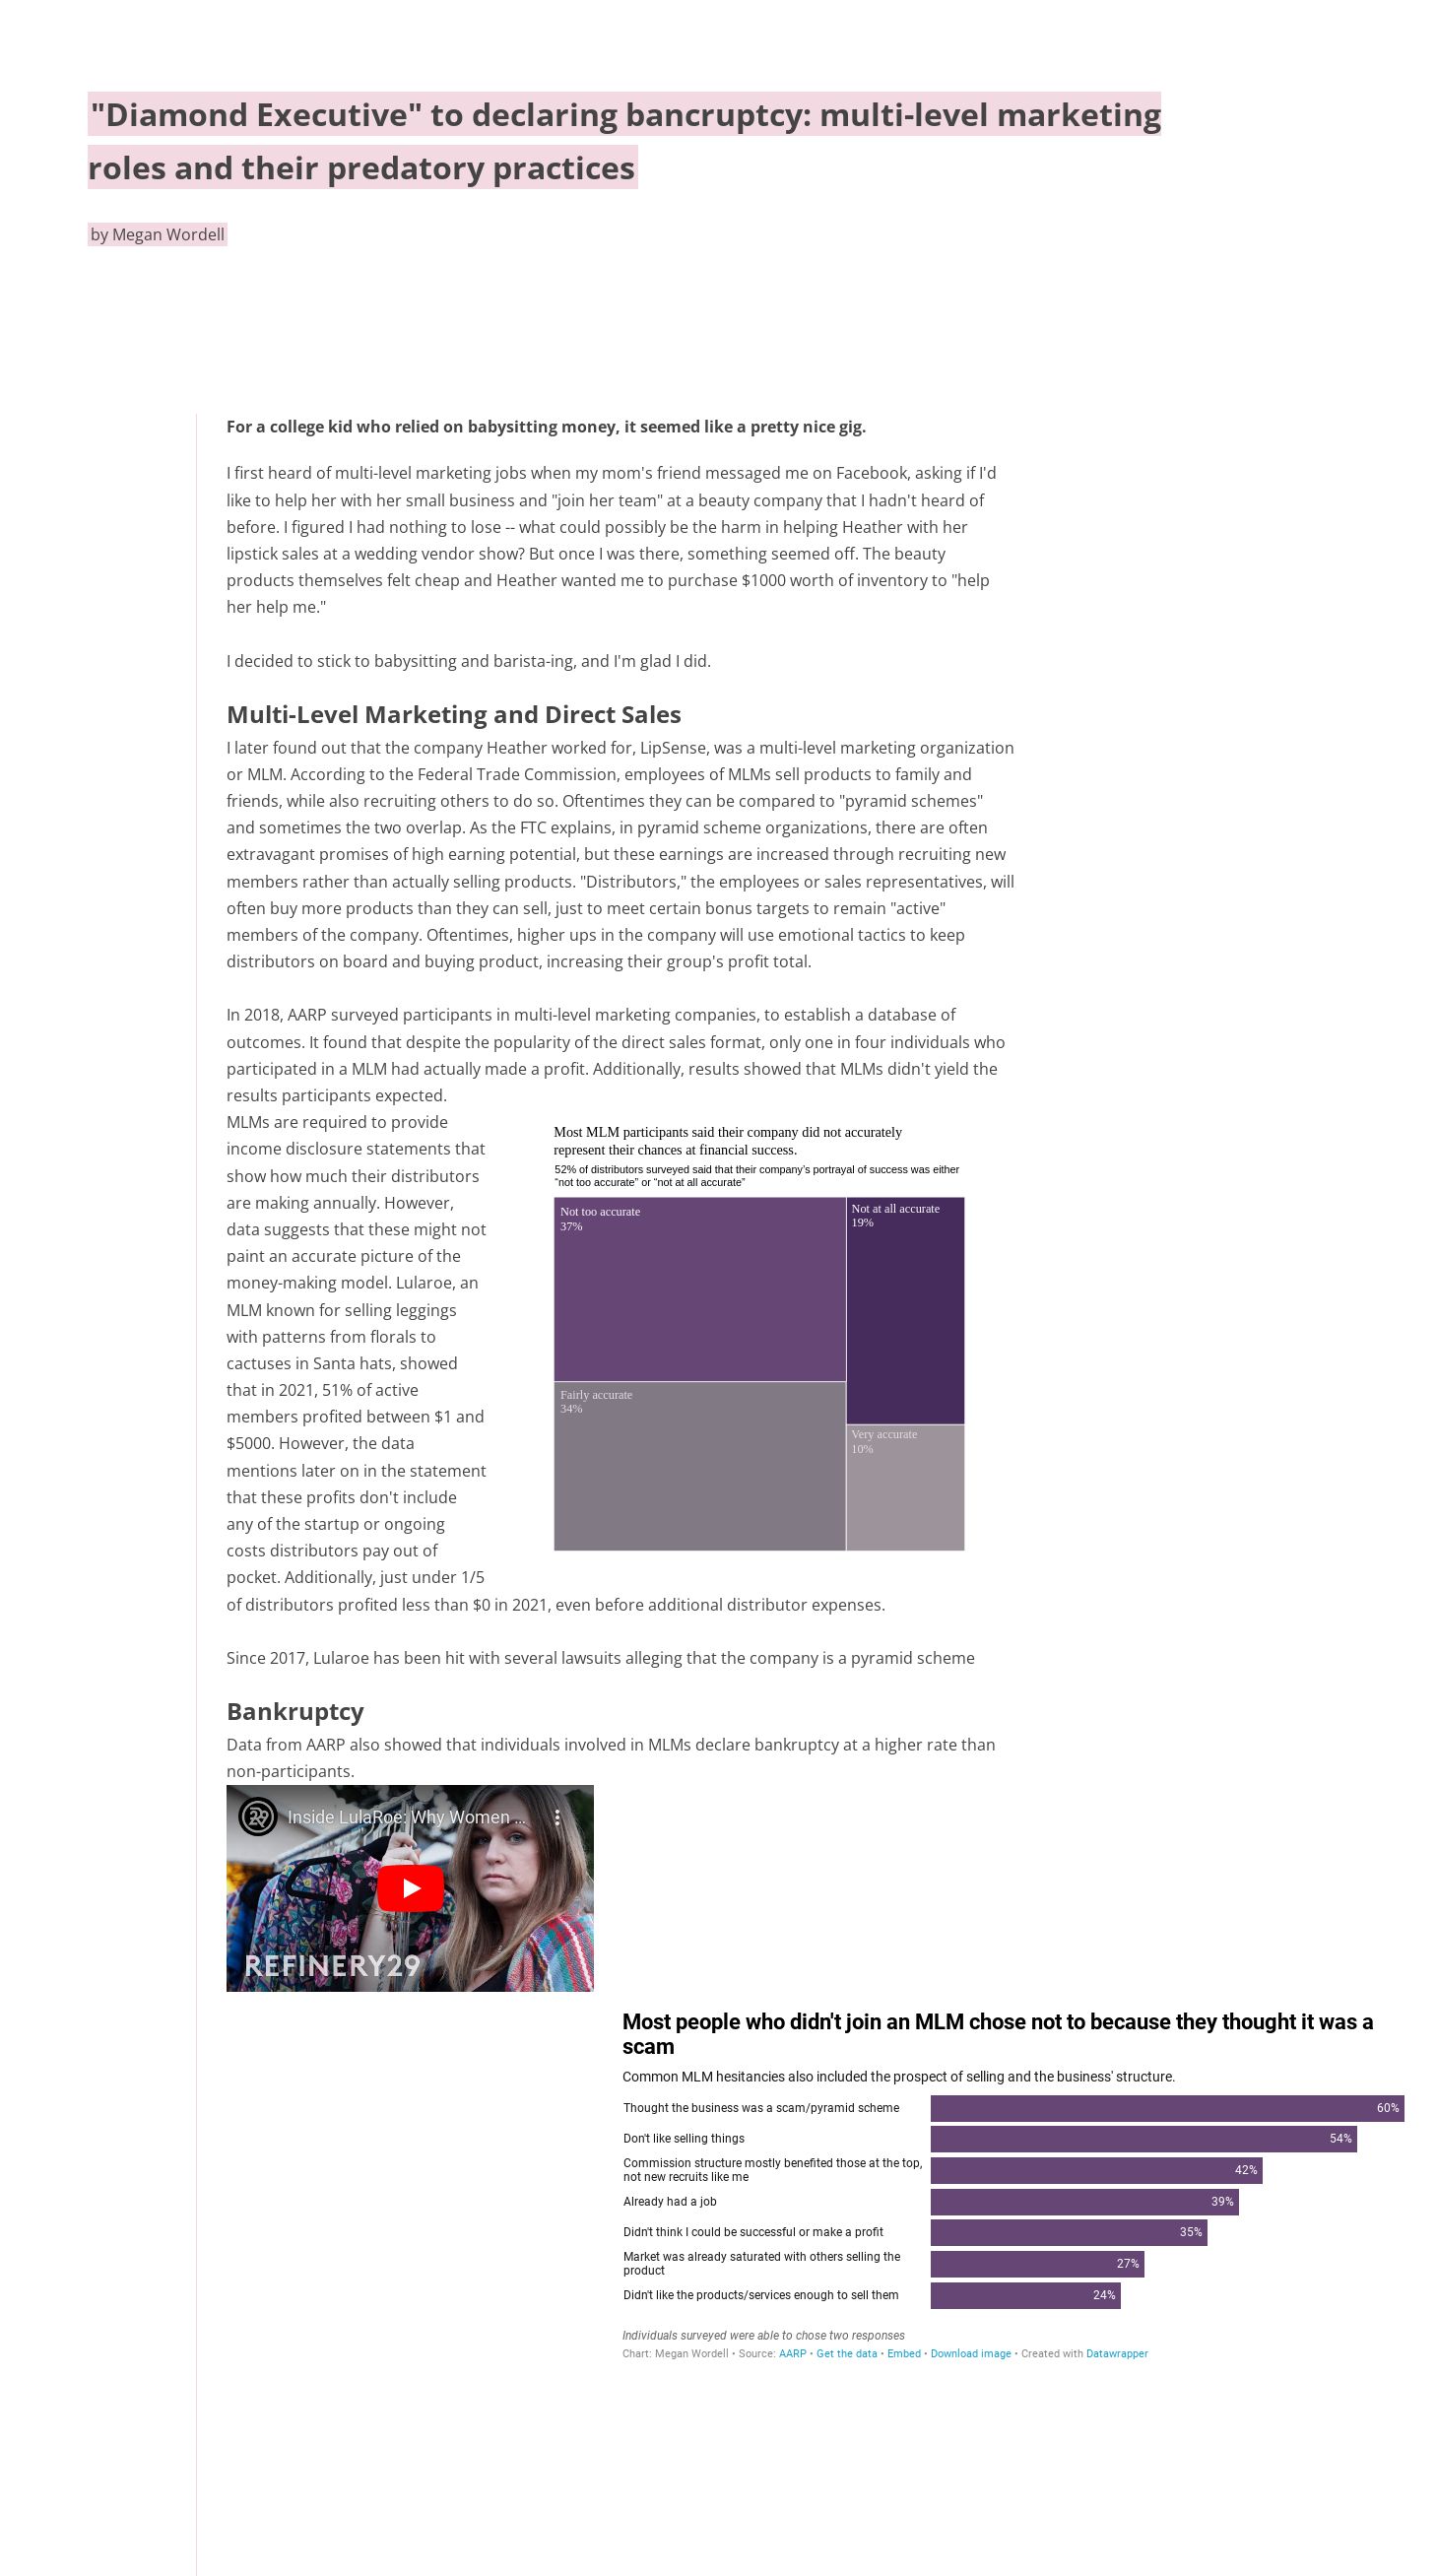 "Diamond Executive" to declaring bancruptcy: multi-level marketing
roles and their predatory practices
by Megan Wordell
For a college kid who relied on babysitting money, it seemed like a pretty nice gig.
I first heard of multi-level marketing jobs when my mom's friend messaged me on Facebook, asking if I'd
like to help her with her small business and "join her team" at a beauty company that I hadn't heard of
before. I figured I had nothing to lose -- what could possibly be the harm in helping Heather with her
lipstick sales at a wedding vendor show? But once I was there, something seemed off. The beauty
products themselves felt cheap and Heather wanted me to purchase $1000 worth of inventory to "help
her help me."
I decided to stick to babysitting and barista-ing, and I'm glad I did.
Multi-Level Marketing and Direct Sales
I later found out that the company Heather worked for, LipSense, was a multi-level marketing organization
or MLM. According to the Federal Trade Commission, employees of MLMs sell products to family and
friends, while also recruiting others to do so. Oftentimes they can be compared to "pyramid schemes"
and sometimes the two overlap. As the FTC explains, in pyramid scheme organizations, there are often
extravagant promises of high earning potential, but these earnings are increased through recruiting new
members rather than actually selling products. "Distributors," the employees or sales representatives, will
often buy more products than they can sell, just to meet certain bonus targets to remain "active"
members of the company. Oftentimes, higher ups in the company will use emotional tactics to keep
distributors on board and buying product, increasing their group's profit total.
In 2018, AARP surveyed participants in multi-level marketing companies, to establish a database of
outcomes. It found that despite the popularity of the direct sales format, only one in four individuals who
participated in a MLM had actually made a profit. Additionally, results showed that MLMs didn't yield the
results participants expected.
MLMs are required to provide
income disclosure statements that
show how much their distributors
are making annually. However,
data suggests that these might not
paint an accurate picture of the
money-making model. Lularoe, an
MLM known for selling leggings
with patterns from florals to
cactuses in Santa hats, showed
that in 2021, 51% of active
members profited between $1 and
$5000. However, the data
mentions later on in the statement
that these profits don't include
any of the startup or ongoing
costs distributors pay out of
pocket. Additionally, just under 1/5
of distributors profited less than $0 in 2021, even before additional distributor expenses.
Most MLM participants said their company did not accurately
represent their chances at financial success.
52% of distributors surveyed said that their company's portrayal of success was either
“not too accurate” or “not at all accurate”
Not too accurate
37%
Not at all accurate
19%
Fairly accurate
34%
Very accurate
10%
Since 2017, Lularoe has been hit with several lawsuits alleging that the company is a pyramid scheme
Bankruptcy
Data from AARP also showed that individuals involved in MLMs declare bankruptcy at a higher rate than
non-participants.
29 Inside LulaRoe: Why Women ...
REFINERY29
Most people who didn't join an MLM chose not to because they thought it was a
scam
Common MLM hesitancies also included the prospect of selling and the business' structure.
Thought the business was a scam/pyramid scheme 60%
Don't like selling things 54%
Commission structure mostly benefited those at the top,
not new recruits like me 42%
Already had a job 39%
Didn't think I could be successful or make a profit 35%
Market was already saturated with others selling the
product 27%
Didn't like the products/services enough to sell them 24%
Individuals surveyed were able to chose two responses
Chart: Megan Wordell • Source: AARP • Get the data • Embed • Download image • Created with Datawrapper